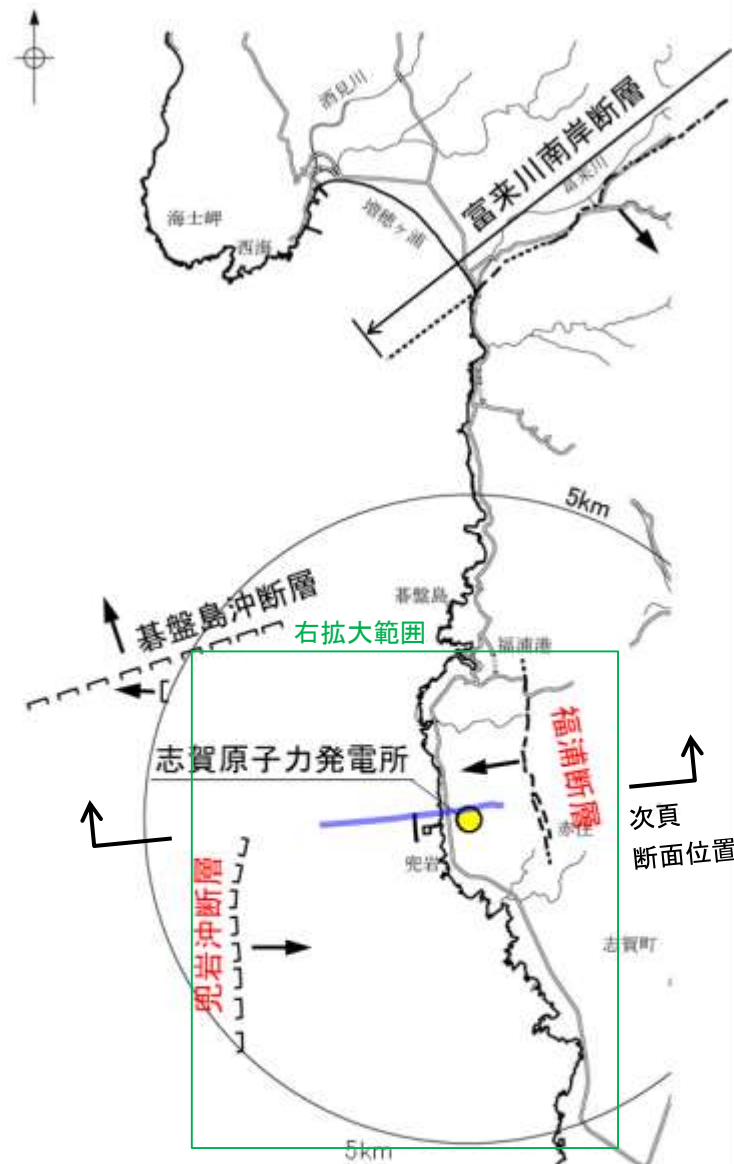 酒見川
富来川南岸断層
富来川
海士岬
増穂ヶ浦
西海
5km
碁盤島
碁盤島沖断層
右拡大範囲
福浦港
福浦断層
志賀原子力発電所
次頁
断面位置
赤住
兜岩
兜岩沖断層
志賀町
5km